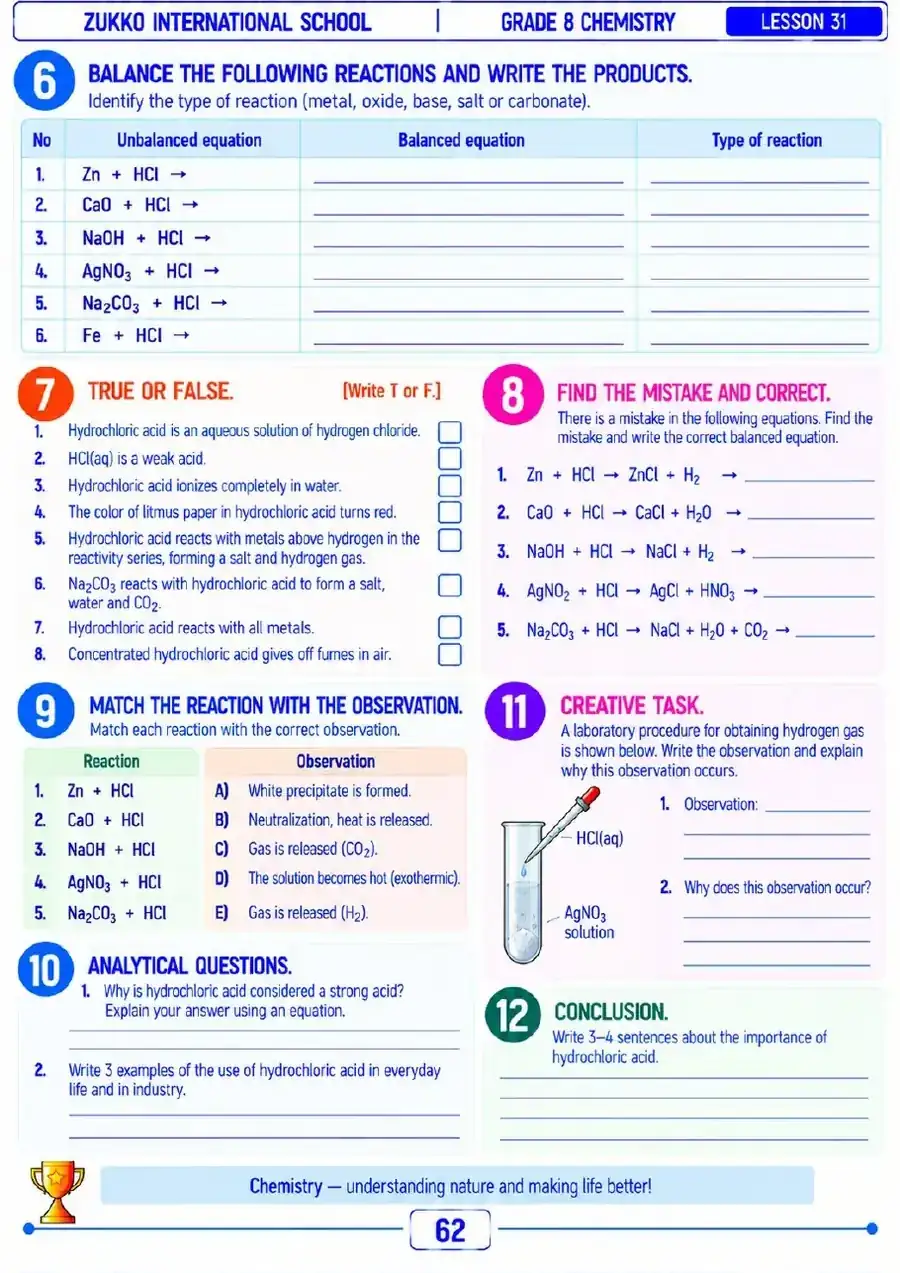 ZUKKO INTERNATIONAL SCHOOL | GRADE 8 CHEMISTRY LESSON 31
6 BALANCE THE FOLLOWING REACTIONS AND WRITE THE PRODUCTS.
Identify the type of reaction (metal, oxide, base, salt or carbonate).
No Unbalanced equation Balanced equation Type of reaction
1. Zn + HCl →
2. CaO + HCl →
3. NaOH + HCl →
4. AgNO₃ + HCl →
5. Na₂CO₃ + HCl →
6. Fe + HCl →
7 TRUE OR FALSE. [Write T or F.]
1. Hydrochloric acid is an aqueous solution of hydrogen chloride.
2. HCl(aq) is a weak acid.
3. Hydrochloric acid ionizes completely in water.
4. The color of litmus paper in hydrochloric acid turns red.
5. Hydrochloric acid reacts with metals above hydrogen in the
reactivity series, forming a salt and hydrogen gas.
6. Na₂CO₃ reacts with hydrochloric acid to form a salt,
water and CO₂.
7. Hydrochloric acid reacts with all metals.
8. Concentrated hydrochloric acid gives off fumes in air.
8 FIND THE MISTAKE AND CORRECT.
There is a mistake in the following equations. Find the
mistake and write the correct balanced equation.
1. Zn + HCl → ZnCl + H₂ →
2. CaO + HCl → CaCl + H₂O →
3. NaOH + HCl → NaCl + H₂ →
4. AgNO₂ + HCl → AgCl + HNO₃ →
5. Na₂CO₃ + HCl → NaCl + H₂O + CO₂ →
9 MATCH THE REACTION WITH THE OBSERVATION.
Match each reaction with the correct observation.
Reaction Observation
1. Zn + HCl A) White precipitate is formed.
2. CaO + HCl B) Neutralization, heat is released.
3. NaOH + HCl C) Gas is released (CO₂).
4. AgNO₃ + HCl D) The solution becomes hot (exothermic).
5. Na₂CO₃ + HCl E) Gas is released (H₂).
10 ANALYTICAL QUESTIONS.
1. Why is hydrochloric acid considered a strong acid?
Explain your answer using an equation.
2. Write 3 examples of the use of hydrochloric acid in everyday
life and in industry.
11 CREATIVE TASK.
A laboratory procedure for obtaining hydrogen gas
is shown below. Write the observation and explain
why this observation occurs.
HCl(aq)
AgNO₃
solution
1. Observation:
2. Why does this observation occur?
12 CONCLUSION.
Write 3–4 sentences about the importance of
hydrochloric acid.
Chemistry — understanding nature and making life better!
62